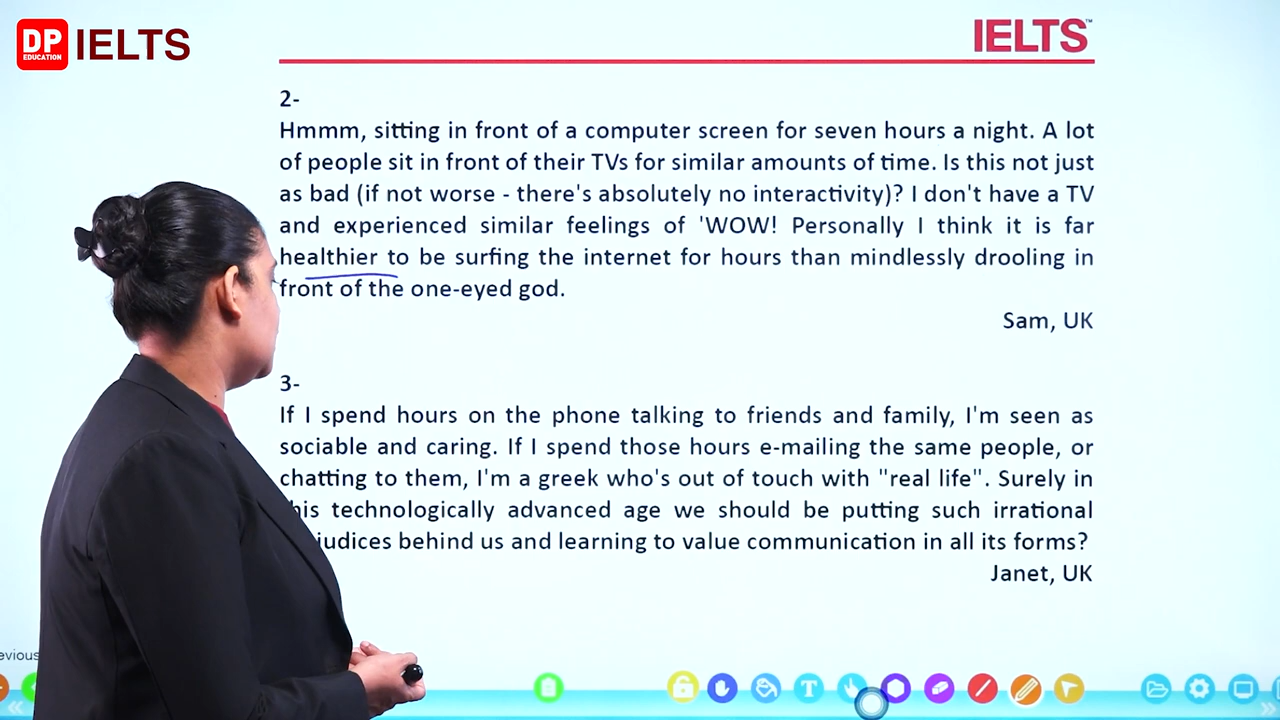 DP
EDUCATION
IELTS
IELTS™
2-
Hmmm, sitting in front of a computer screen for seven hours a night. A lot
of people sit in front of their TVs for similar amounts of time. Is this not just
as bad (if not worse - there's absolutely no interactivity)? I don't have a TV
and experienced similar feelings of 'WOW! Personally I think it is far
healthier to be surfing the internet for hours than mindlessly drooling in
front of the one-eyed god.
Sam, UK
3-
If I spend hours on the phone talking to friends and family, I'm seen as
sociable and caring. If I spend those hours e-mailing the same people, or
chatting to them, I'm a greek who's out of touch with "real life". Surely in
technologically advanced age we should be putting such irrational
behind us and learning to value communication in all its forms?
Janet, UK
T